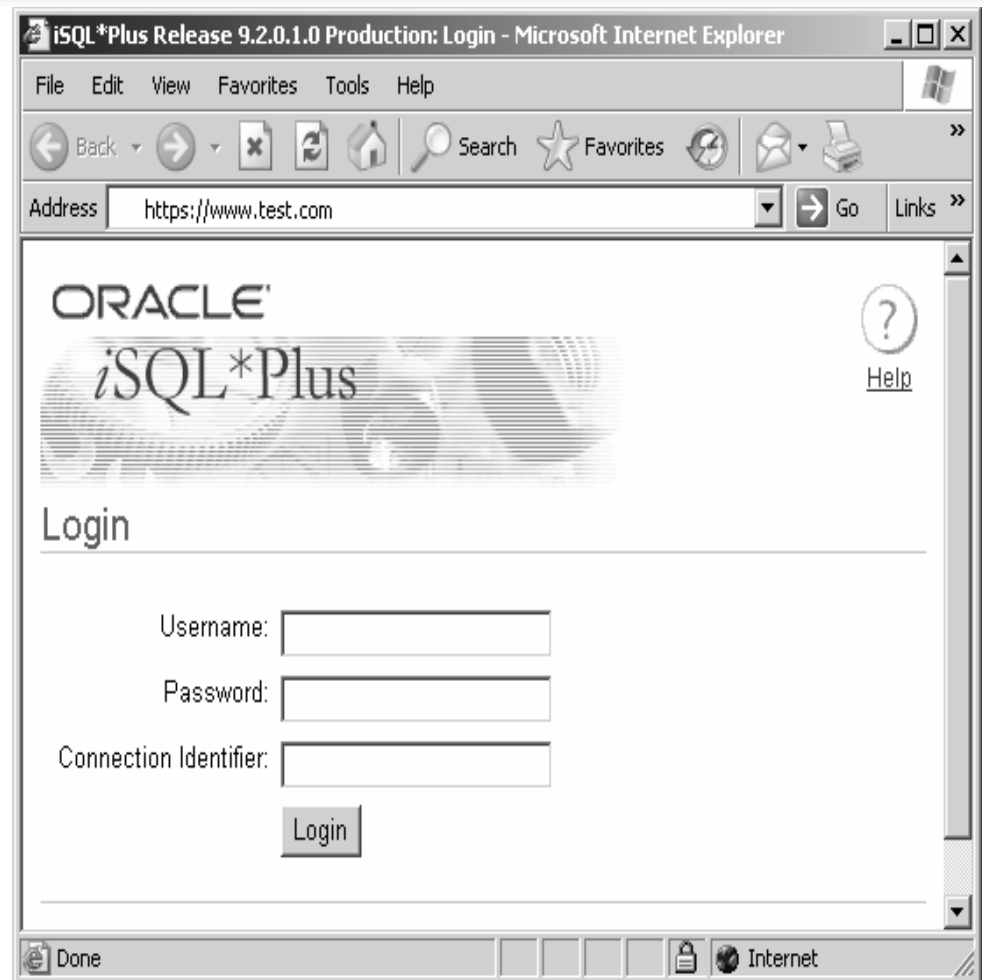 iSQL*Plus Release 9.2.0.1.0 Production: Login - Microsoft Internet Explorer
File Edit View Favorites Tools Help
Back Search Favorites »
Address https://www.test.com Go Links »
ORACLE
iSQL*Plus
?
Help
Login
Username:
Password:
Connection Identifier:
Login
Done Internet